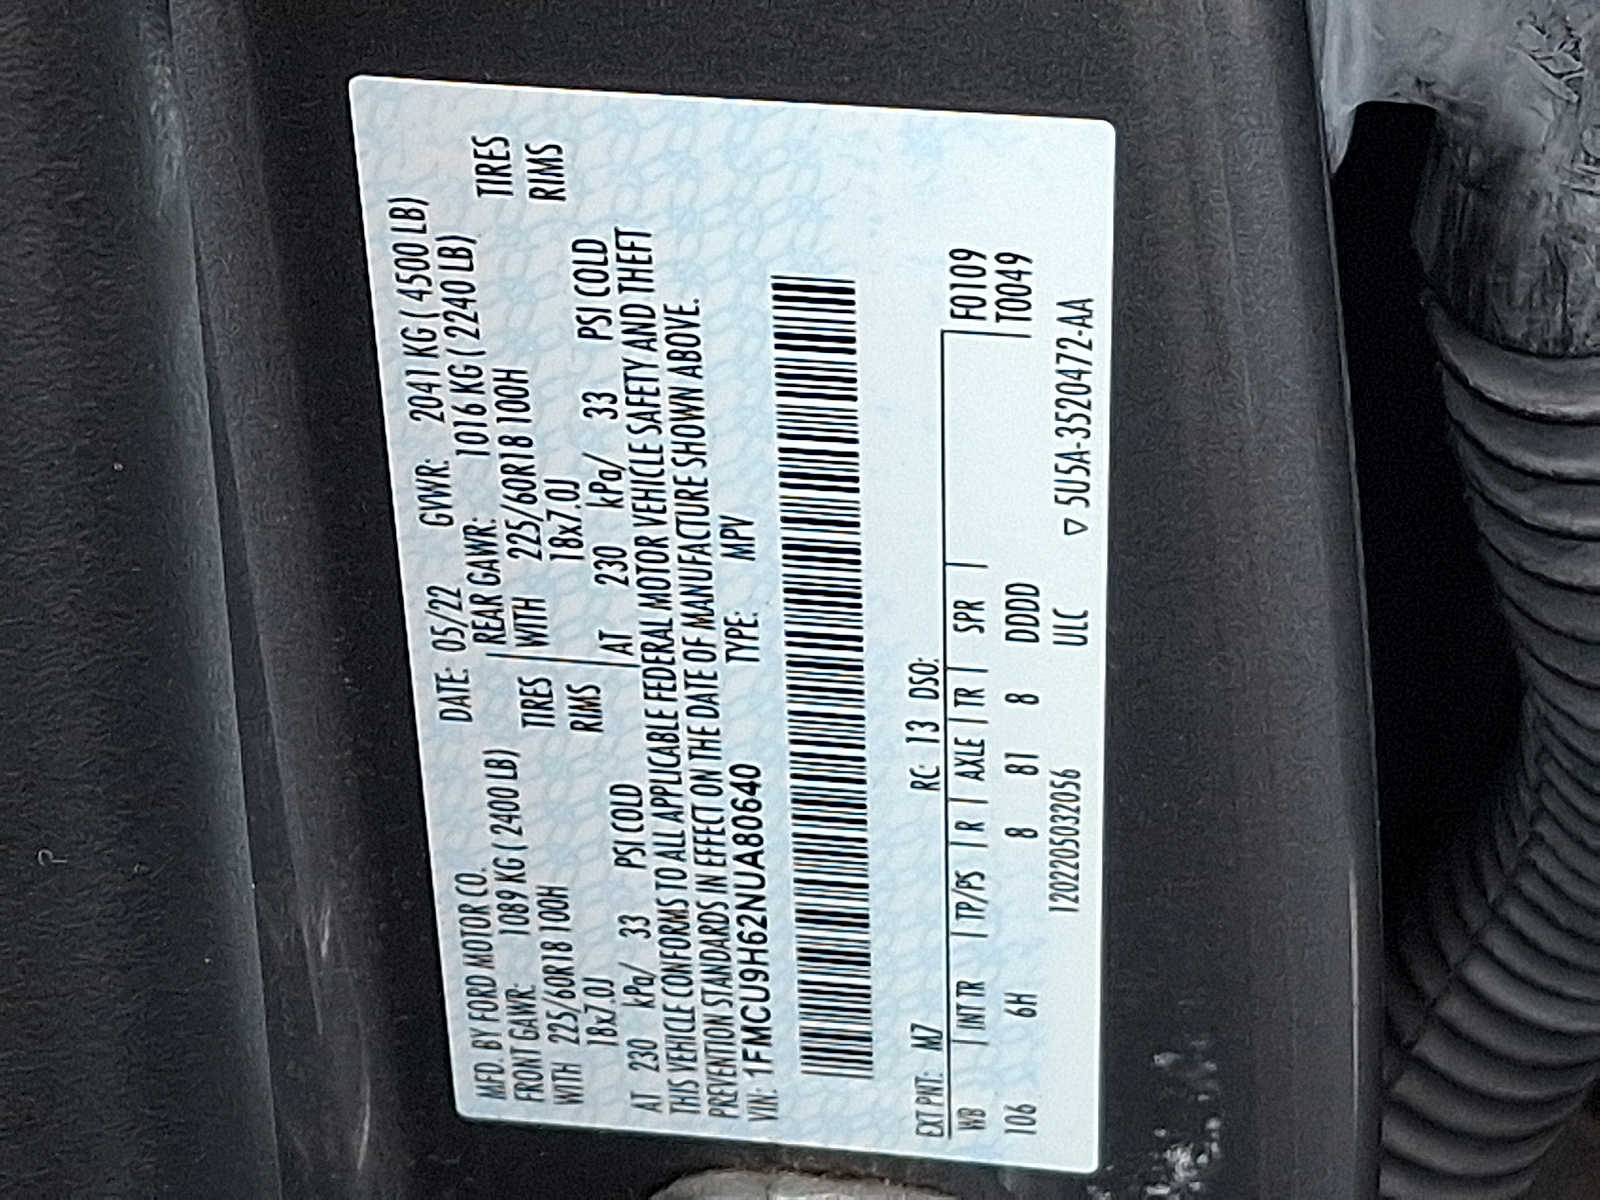 MFD. BY FORD MOTOR CO. DATE: 05/22 GVWR: 2041 KG ( 4500 LB)
FRONT GAWR: 1089 KG ( 2400 LB) REAR GAWR: 1016 KG ( 2240 LB)
WITH 225/60R18 100H TIRES WITH 225/60R18 100H TIRES
18x7.0J RIMS 18x7.0J RIMS
AT 230 kPa/ 33 PSI COLD AT 230 kPa/ 33 PSI COLD
THIS VEHICLE CONFORMS TO ALL APPLICABLE FEDERAL MOTOR VEHICLE SAFETY AND THEFT
PREVENTION STANDARDS IN EFFECT ON THE DATE OF MANUFACTURE SHOWN ABOVE.
VIN: 1FMCU9H62NUA80640 TYPE: MPV
EXT PNT: MZ RC: 13 DSO:
WB | INT TR | TP/PS | R | AXLE | TR | SPR | F0109
106 6H 8 81 8 DDDD T0049
120220503205​6 ULC ▽ 5U5A-3520472-AA